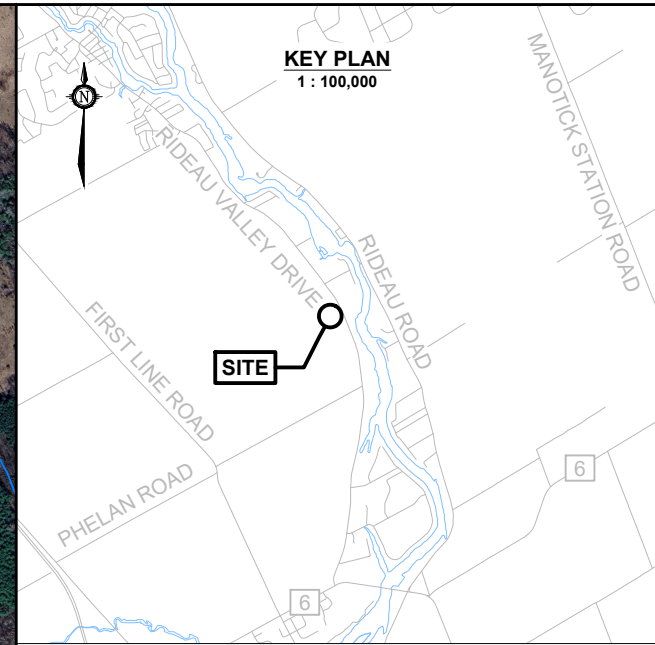 KEY PLAN
1 : 100,000
N
MANOTICK STATION ROAD
RIDEAU VALLEY DRIVE
RIDEAU ROAD
FIRST LINE ROAD
SITE
PHELAN ROAD
6
6